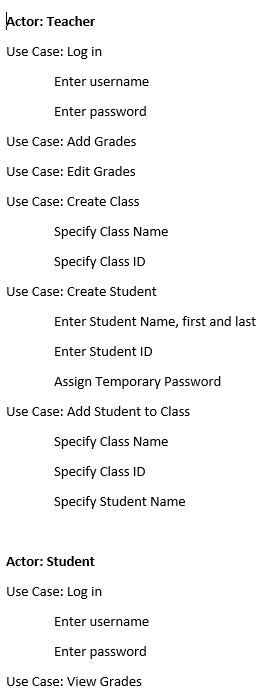 Actor: Teacher
Use Case: Log in
Enter username
Enter password
Use Case: Add Grades
Use Case: Edit Grades
Use Case: Create Class
Specify Class Name
Specify Class ID
Use Case: Create Student
Enter Student Name, first and last
Enter Student ID
Assign Temporary Password
Use Case: Add Student to Class
Specify Class Name
Specify Class ID
Specify Student Name
Actor: Student
Use Case: Log in
Enter username
Enter password
Use Case: View Grades